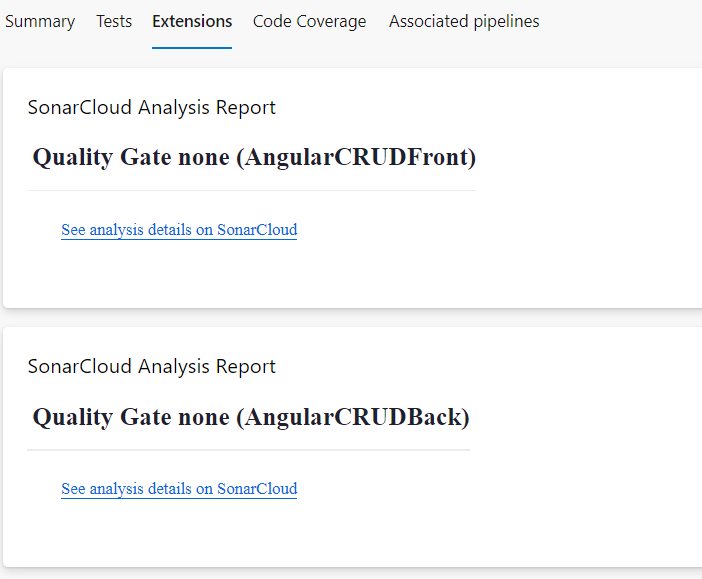 Summary Tests Extensions Code Coverage Associated pipelines
SonarCloud Analysis Report
Quality Gate none (AngularCRUDFront)
See analysis details on SonarCloud
SonarCloud Analysis Report
Quality Gate none (AngularCRUDBack)
See analysis details on SonarCloud